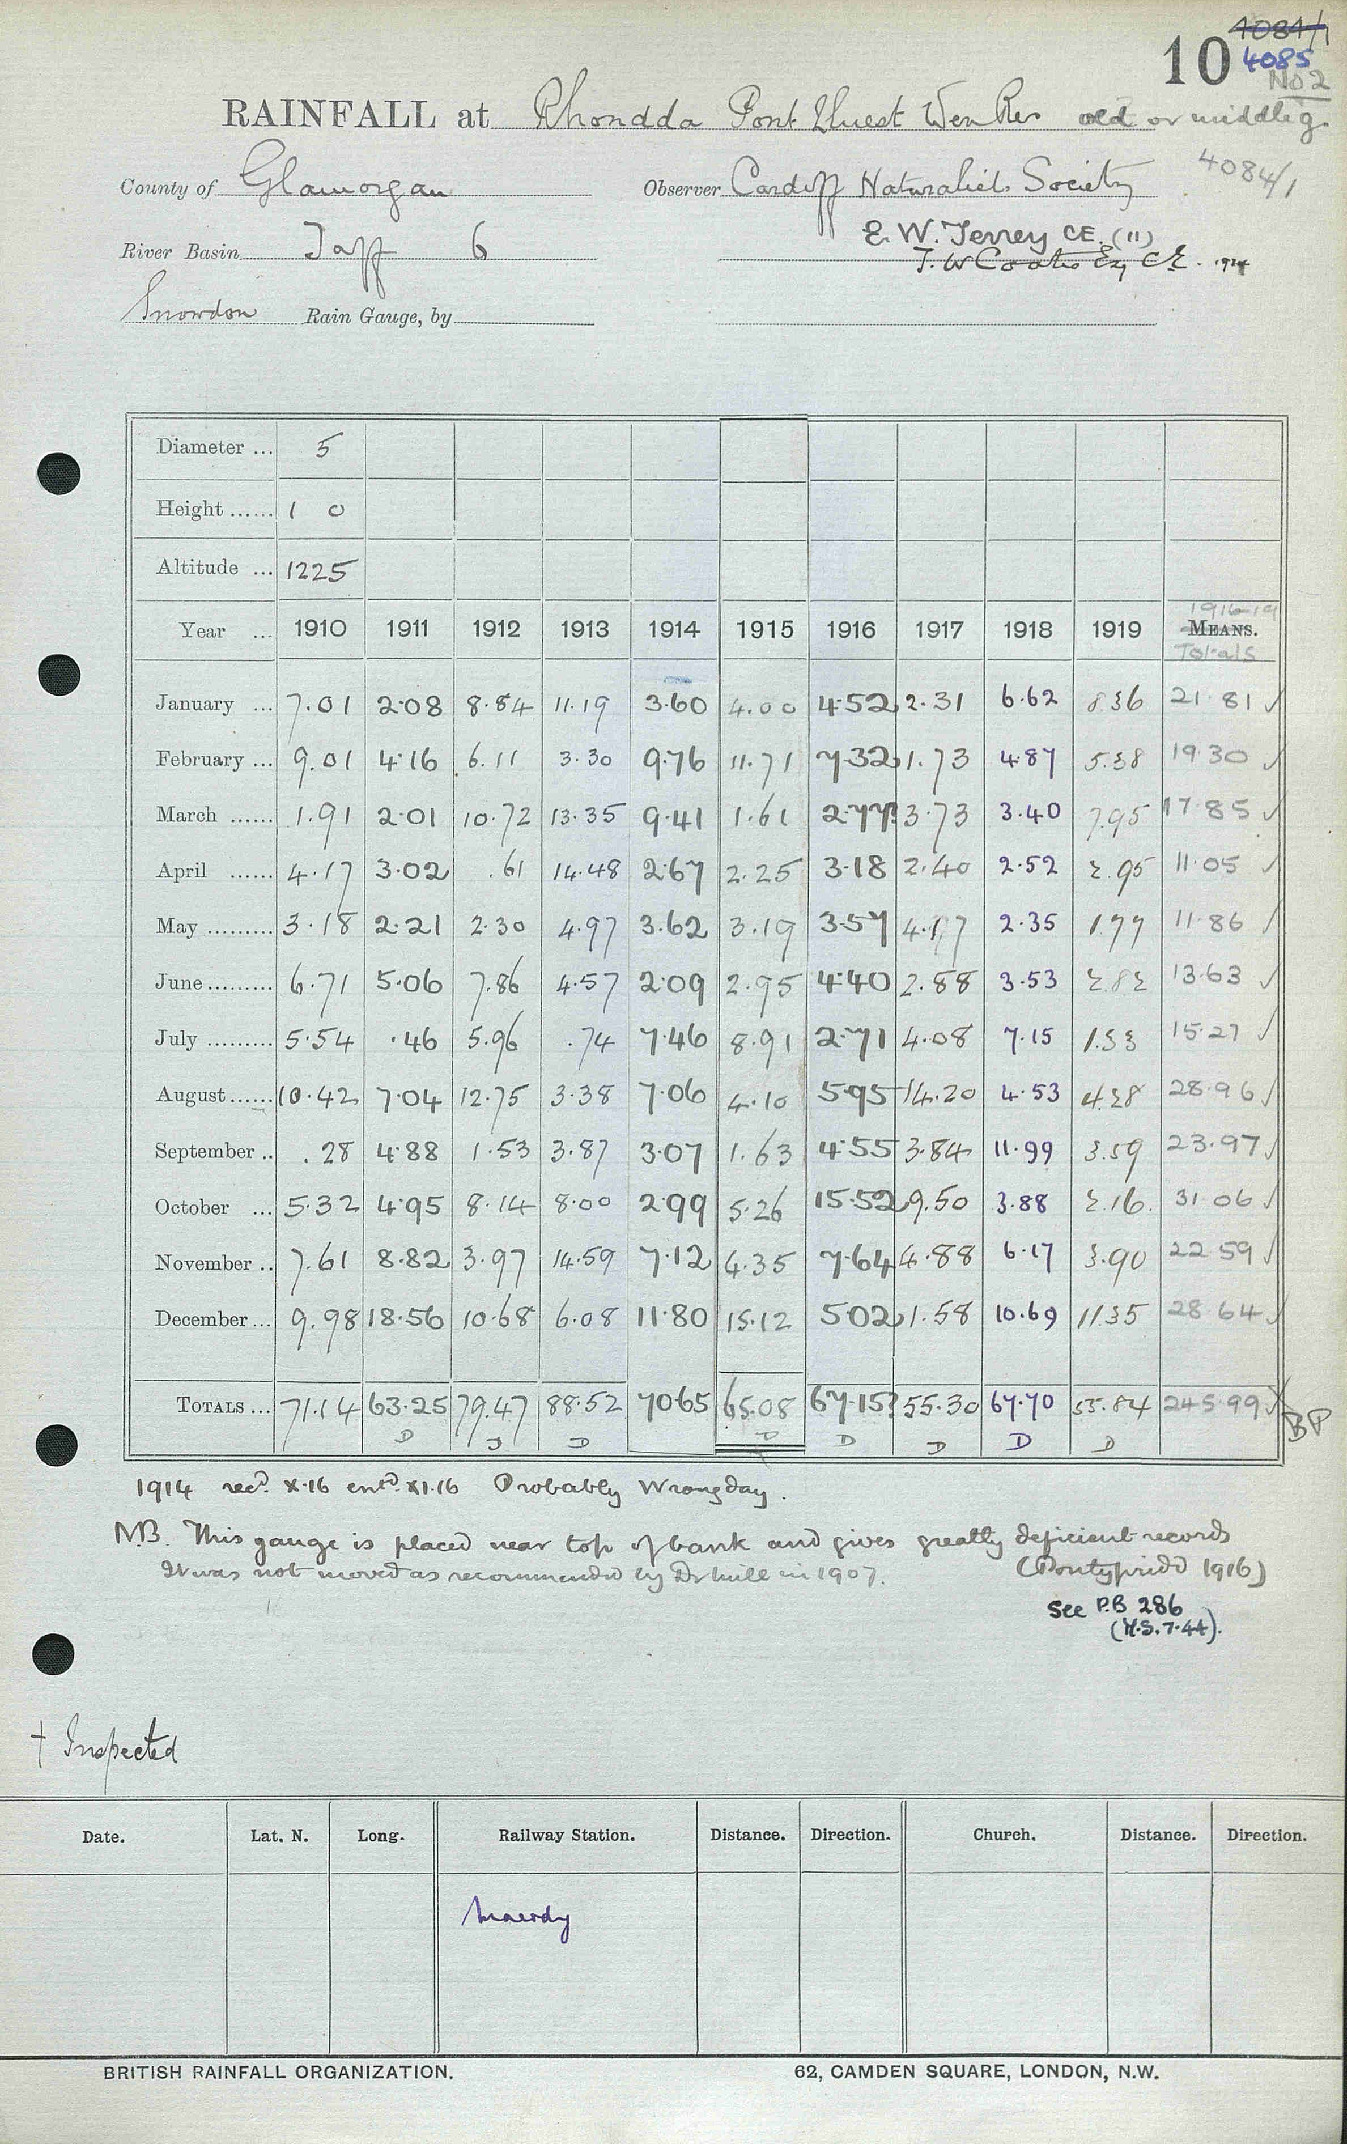 4084/1
10 4085
No 2
RAINFALL at Rhondda Pont Lluest Wen Res old or middle g.
County of Glamorgan Observer Cardiff Naturalists Society 4084/1
E. W. Terrey CE. (11)
River Basin Taff 6 T. W Coates Esq C.E. 1914
Snowdon Rain Gauge, by
Diameter ... 5
Height ...... 1 0
Altitude ... 1225
1916-19
Year ... 1910 1911 1912 1913 1914 1915 1916 1917 1918 1919 MEANS.
Totals
January ... 7.01 2.08 8.84 11.19 3.60 4.00 4.52 2.31 6.62 8.36 21.81 ✓
February ... 9.01 4.16 6.11 3.30 9.76 11.71 7.32 1.73 4.87 5.38 19.30 ✓
March ...... 1.91 2.01 10.72 13.35 9.41 1.61 2.77? 3.73 3.40 7.95 17.85 ✓
April ...... 4.17 3.02 .61 14.48 2.67 2.25 3.18 2.40 2.52 2.95 11.05 ✓
May ......... 3.18 2.21 2.30 4.97 3.62 3.19 3.57 4.17 2.35 1.77 11.86 ✓
June ......... 6.71 5.06 7.86 4.57 2.09 2.95 4.40 2.88 3.53 2.82 13.63 ✓
July ......... 5.54 .46 5.96 .74 7.46 8.91 2.71 4.08 7.15 1.33 15.27 ✓
August ...... 10.42 7.04 12.75 3.38 7.06 4.10 5.95 14.20 4.53 4.28 28.96 ✓
September .. .28 4.88 1.53 3.87 3.07 1.63 4.55 3.84 11.99 3.59 23.97 ✓
October ... 5.32 4.95 8.14 8.00 2.99 5.26 15.52 9.50 3.88 2.16 31.06 ✓
November .. 7.61 8.82 3.97 14.59 7.12 4.35 7.64 4.88 6.17 3.90 22.59 ✓
December ... 9.98 18.56 10.68 6.08 11.80 15.12 5.02 1.58 10.69 11.35 28.64 ✓
TOTALS ... 71.14 63.25 79.47 88.52 70.65 65.08 67.15? 55.30 67.70 55.84 245.99 ✓
D D D D D D D D BP
1914 recd. X.16 entd. XI.16 Probably Wrong day.
N.B. This gauge is placed near top of bank and gives greatly deficient records
It was not moved as recommended by Dr Mill in 1907. (Pontypridd 1916)
See P.B 286
(H.S. 7.44).
† Inspected
Date. Lat. N. Long. Railway Station. Distance. Direction. Church. Distance. Direction.
Maerdy
BRITISH RAINFALL ORGANIZATION. 62, CAMDEN SQUARE, LONDON, N.W.